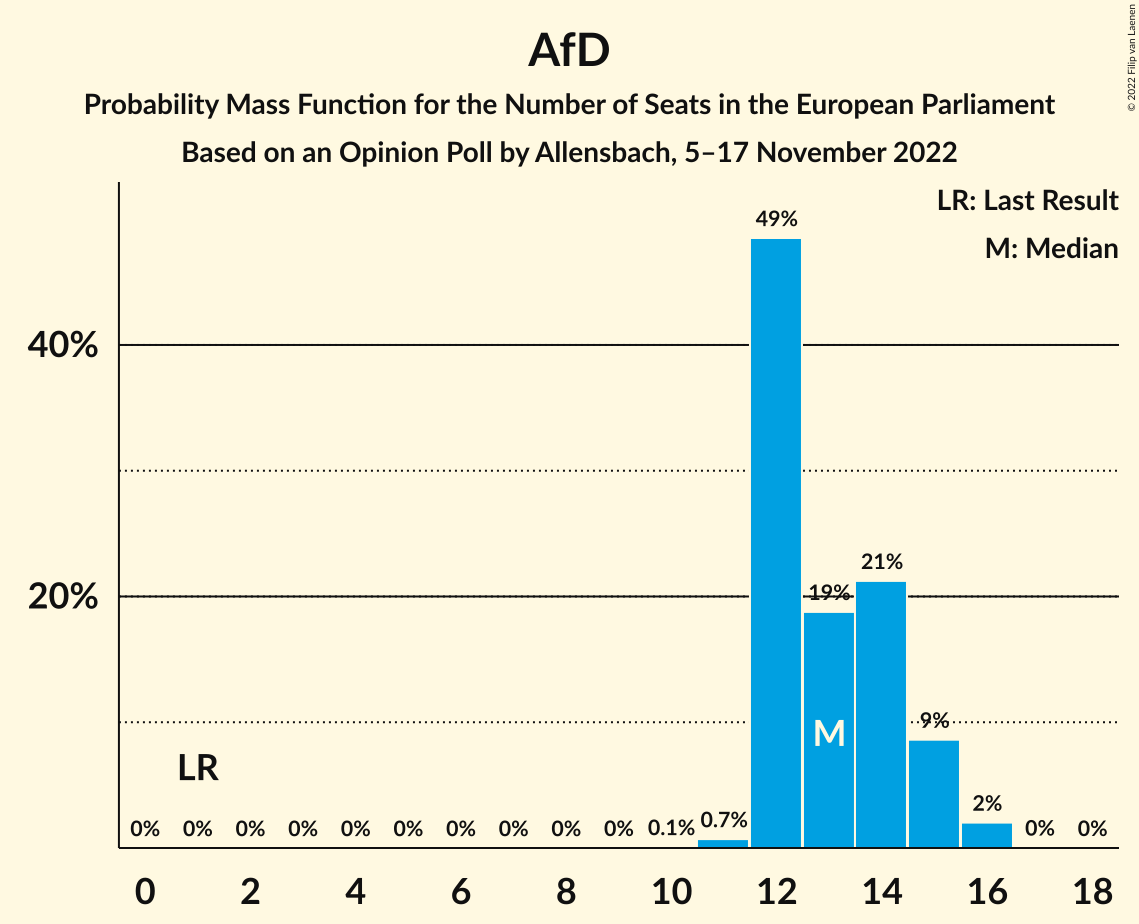 AfD
Probability Mass Function for the Number of Seats in the European Parliament
Based on an Opinion Poll by Allensbach, 5–17 November 2022
© 2022 Filip van Laenen
LR: Last Result
M: Median
49%
40%
21%
20%
19%
9%
M
LR
2%
0% 0% 0% 0% 0% 0% 0% 0% 0% 0% 0.1% 0.7% 0% 0%
0 2 4 6 8 10 12 14 16 18